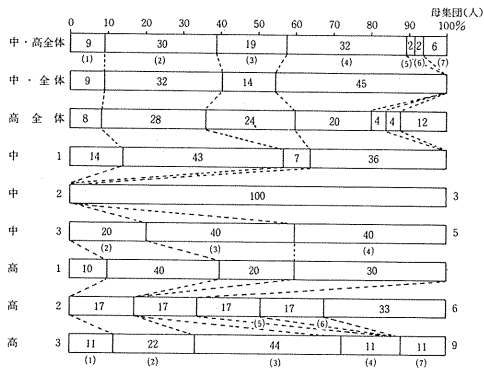 母集団(人)
0 10 20 30 40 50 60 70 80 90 100%
中・高全体 9 30 19 32 2 2 6
(1) (2) (3) (4) (5) (6) (7)
中・全体 9 32 14 45
高全体 8 28 24 20 4 4 12
中 1 14 43 7 36
中 2 100 3
中 3 20 40 40 5
(2) (3) (4)
高 1 10 40 20 30
高 2 17 17 17 17 33 6
(5) (6)
高 3 11 22 44 11 11 9
(1) (2) (3) (4) (7)